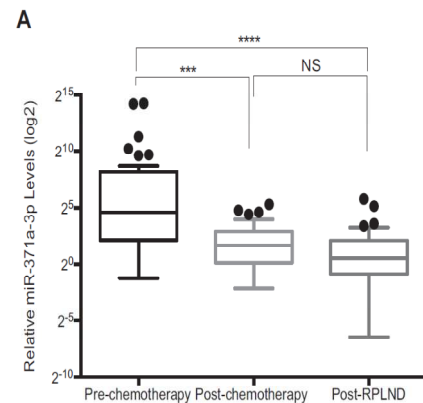 A
****
***
NS
2^15
2^10
2^5
2^0
2^-5
2^-10
Relative miR-371a-3p Levels (log2)
Pre-chemotherapy Post-chemotherapy Post-RPLND